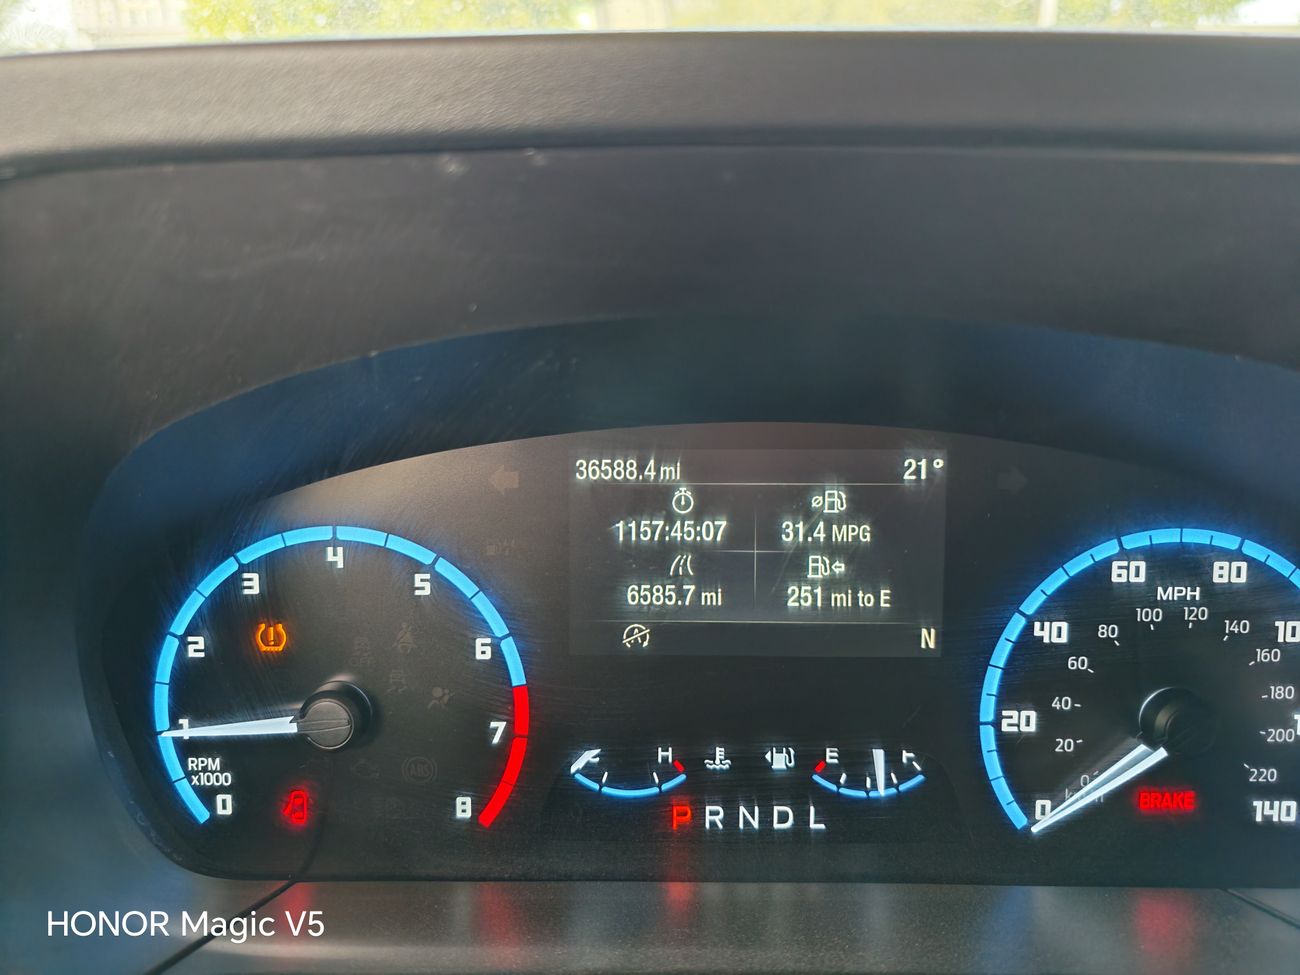 36588.4 mi 21°
1157:45:07 31.4 MPG
6585.7 mi 251 mi to E
N
0 1 2 3 4 5 6 7 8
RPM
x1000
H E F
P R N D L
0 20 40 60 80 140
MPH
0 20 40 60 80 100 120 140 160 180 200 220
BRAKE
ABS
HONOR Magic V5